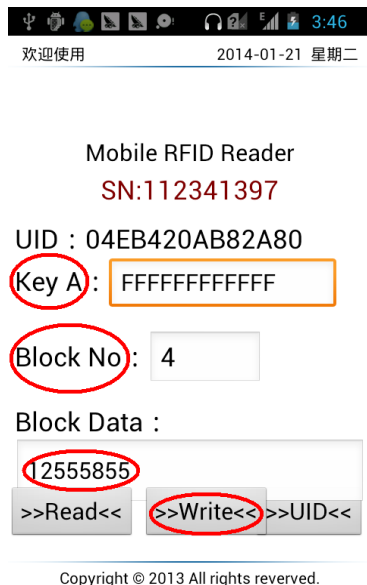 3:46
欢迎使用 2014-01-21 星期二
Mobile RFID Reader
SN:112341397
UID：04EB420AB82A80
Key A： FFFFFFFFFFFF
Block No： 4
Block Data：
12555855
>>Read<< >>Write<< >>UID<<
Copyright © 2013 All rights reverved.